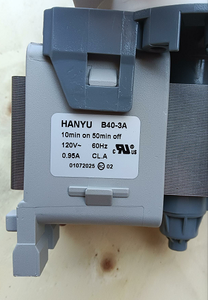 HANYU B40-3A
10min on 50min off
120V~ 60Hz
0.95A CL.A
01072025 02